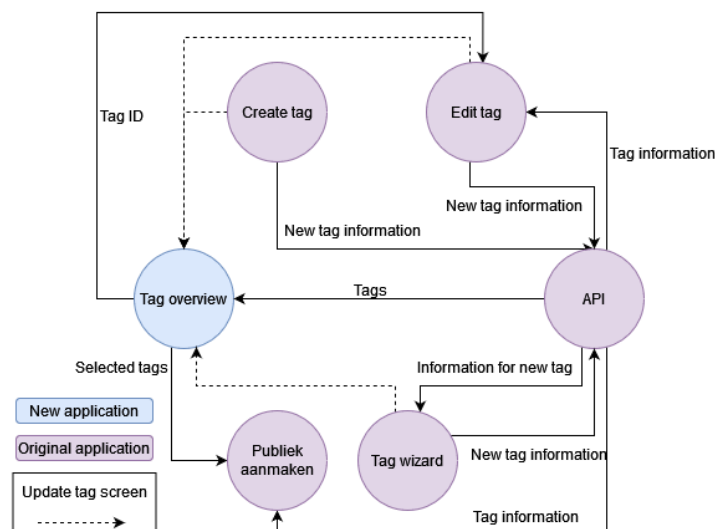 Tag ID
Create tag
Edit tag
Tag information
New tag information
New tag information
Tag overview
Tags
API
Selected tags
Information for new tag
New application
Original application
Publiek
aanmaken
Tag wizard
New tag information
Update tag screen
Tag information